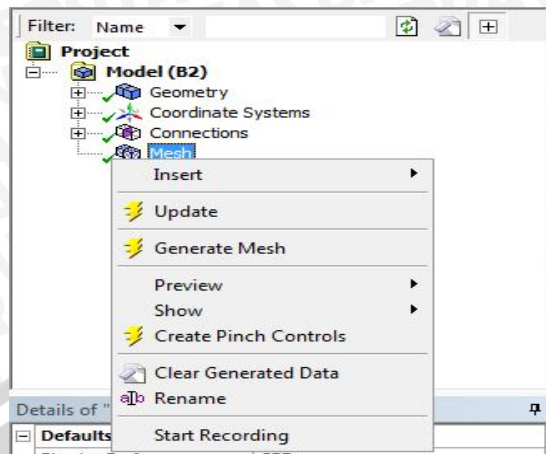 Filter: Name
Project
Model (B2)
Geometry
Coordinate Systems
Connections
Mesh
Insert
Update
Generate Mesh
Preview
Show
Create Pinch Controls
Clear Generated Data
Rename
Start Recording
Details of "
Defaults